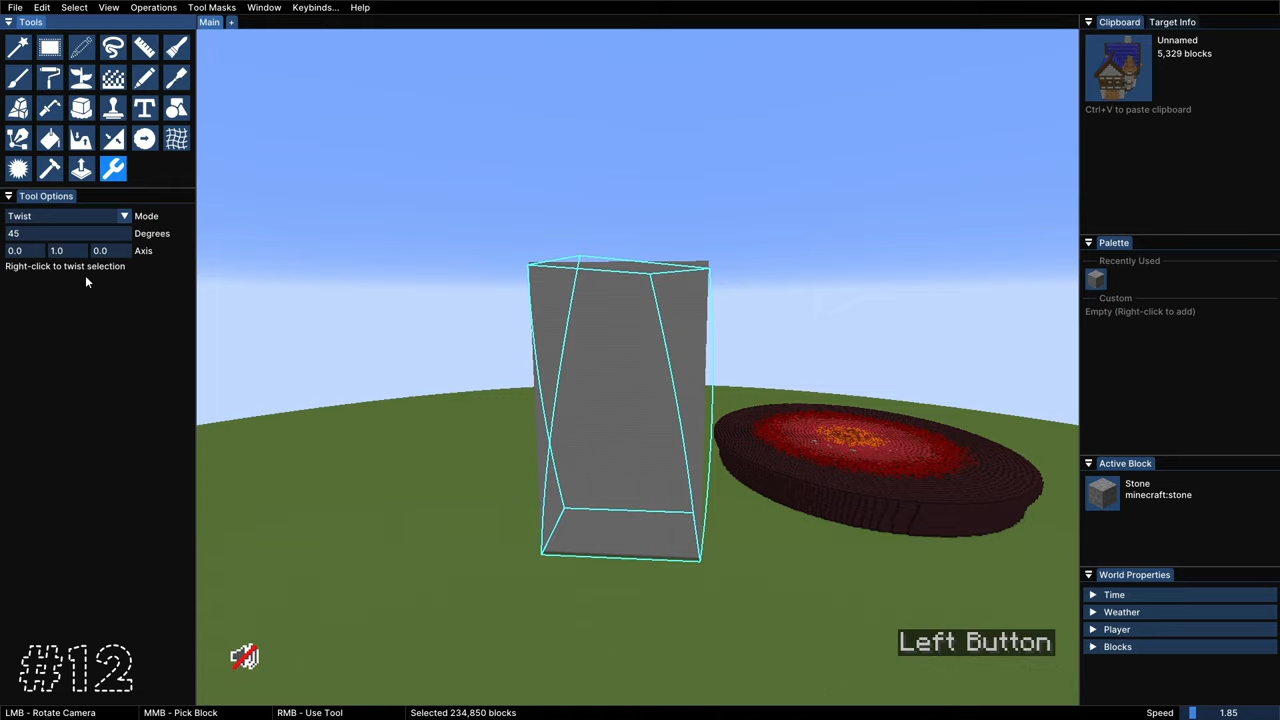 File Edit Select View Operations Tool Masks Window Keybinds... Help
Tools
Main +
Clipboard Target Info
Unnamed
5,329 blocks
Ctrl+V to paste clipboard
Tool Options
Twist Mode
45 Degrees
0.0 1.0 0.0 Axis
Right-click to twist selection
Palette
Recently Used
Custom
Empty (Right-click to add)
Active Block
Stone
minecraft:stone
World Properties
Time
Weather
Player
Blocks
Left Button
#12
LMB - Rotate Camera MMB - Pick Block RMB - Use Tool Selected 234,850 blocks Speed 1.85